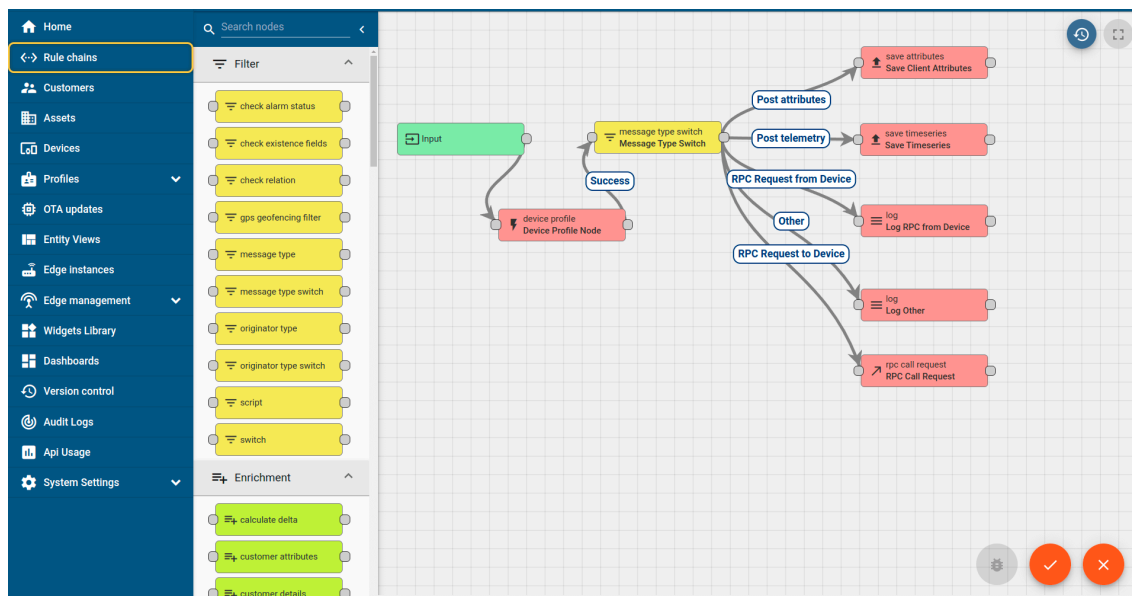 Home
Rule chains
Customers
Assets
Devices
Profiles
OTA updates
Entity Views
Edge instances
Edge management
Widgets Library
Dashboards
Version control
Audit Logs
Api Usage
System Settings
Search nodes
Filter
check alarm status
check existence fields
check relation
gps geofencing filter
message type
message type switch
originator type
originator type switch
script
switch
Enrichment
calculate delta
customer attributes
customer details
Input
device profile
Device Profile Node
Success
message type switch
Message Type Switch
Post attributes
Post telemetry
RPC Request from Device
Other
RPC Request to Device
save attributes
Save Client Attributes
save timeseries
Save Timeseries
log
Log RPC from Device
log
Log Other
rpc call request
RPC Call Request